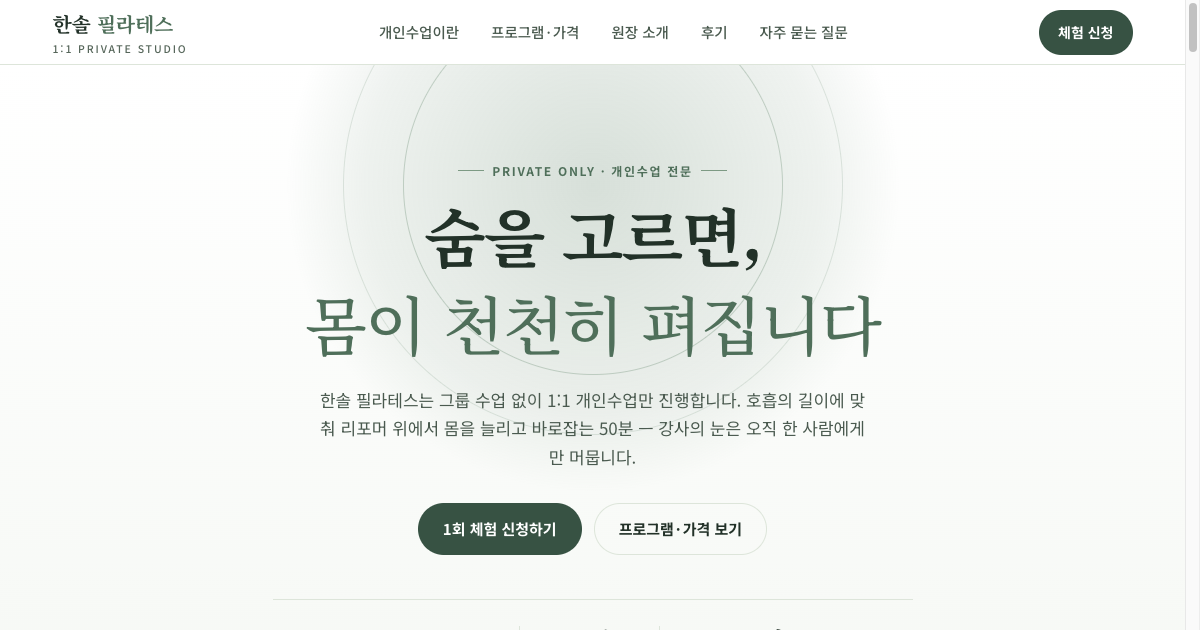 한솔 필라테스
1:1 PRIVATE STUDIO
개인수업이란
프로그램·가격
원장 소개
후기
자주 묻는 질문
체험 신청
PRIVATE ONLY · 개인수업 전문
숨을 고르면,
몸이 천천히 펴집니다
한솔 필라테스는 그룹 수업 없이 1:1 개인수업만 진행합니다. 호흡의 길이에 맞
춰 리포머 위에서 몸을 늘리고 바로잡는 50분 — 강사의 눈은 오직 한 사람에게
만 머뭅니다.
1회 체험 신청하기
프로그램·가격 보기